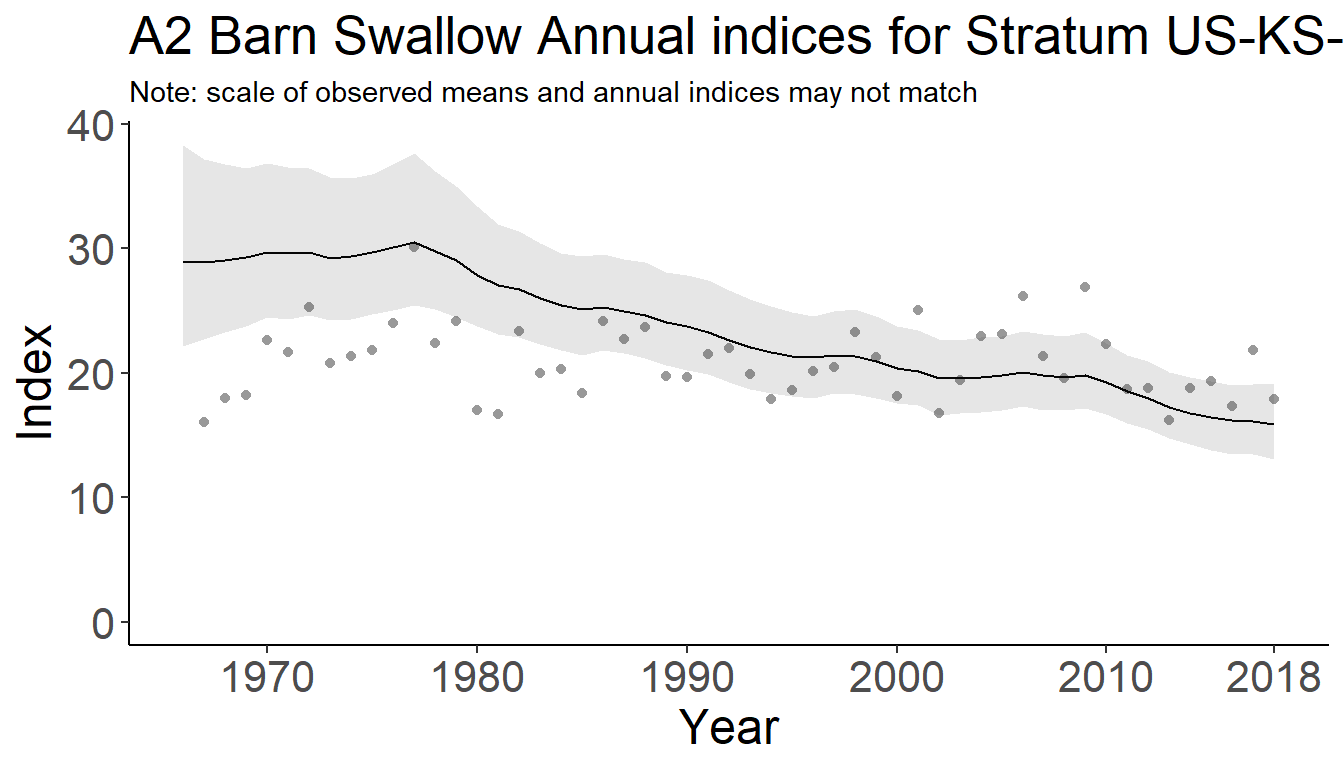 A2 Barn Swallow Annual indices for Stratum US-KS-
Note: scale of observed means and annual indices may not match
40
30
20
10
0
Index
1970 1980 1990 2000 2010 2018
Year